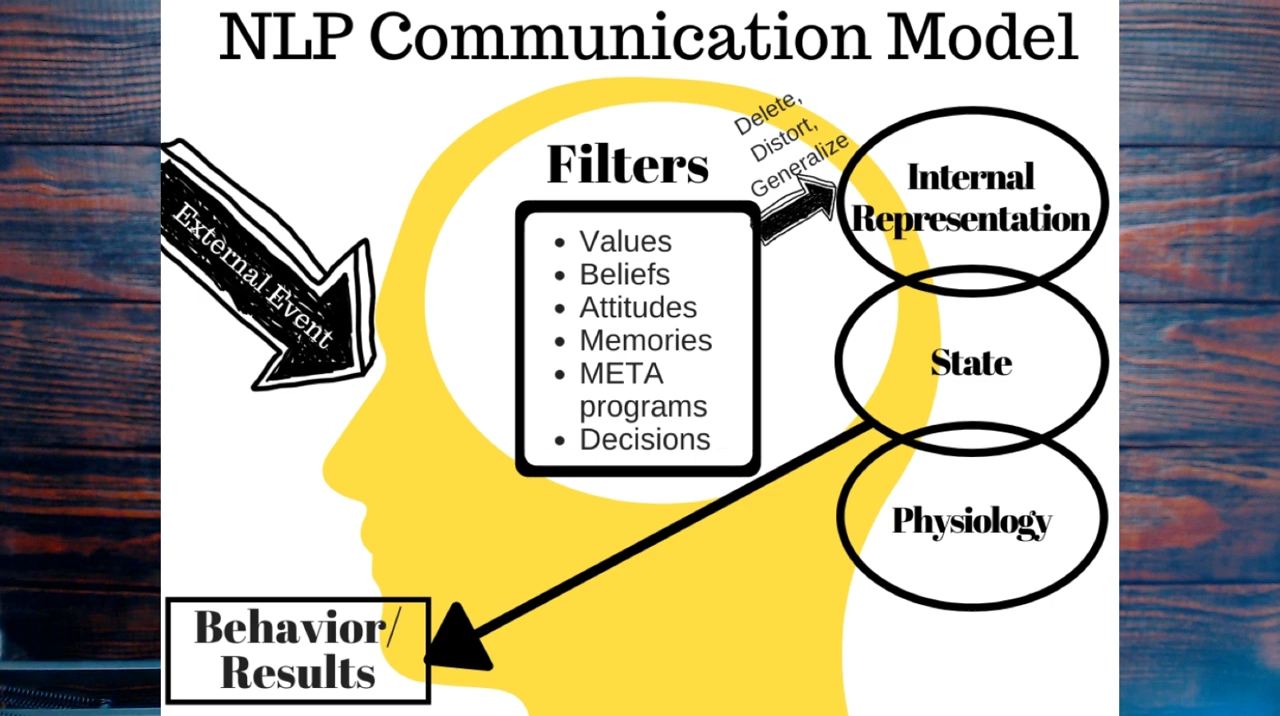 NLP Communication Model
External Event
Filters
• Values
• Beliefs
• Attitudes
• Memories
• META
programs
• Decisions
Delete,
Distort,
Generalize
Internal
Representation
State
Physiology
Behavior/
Results